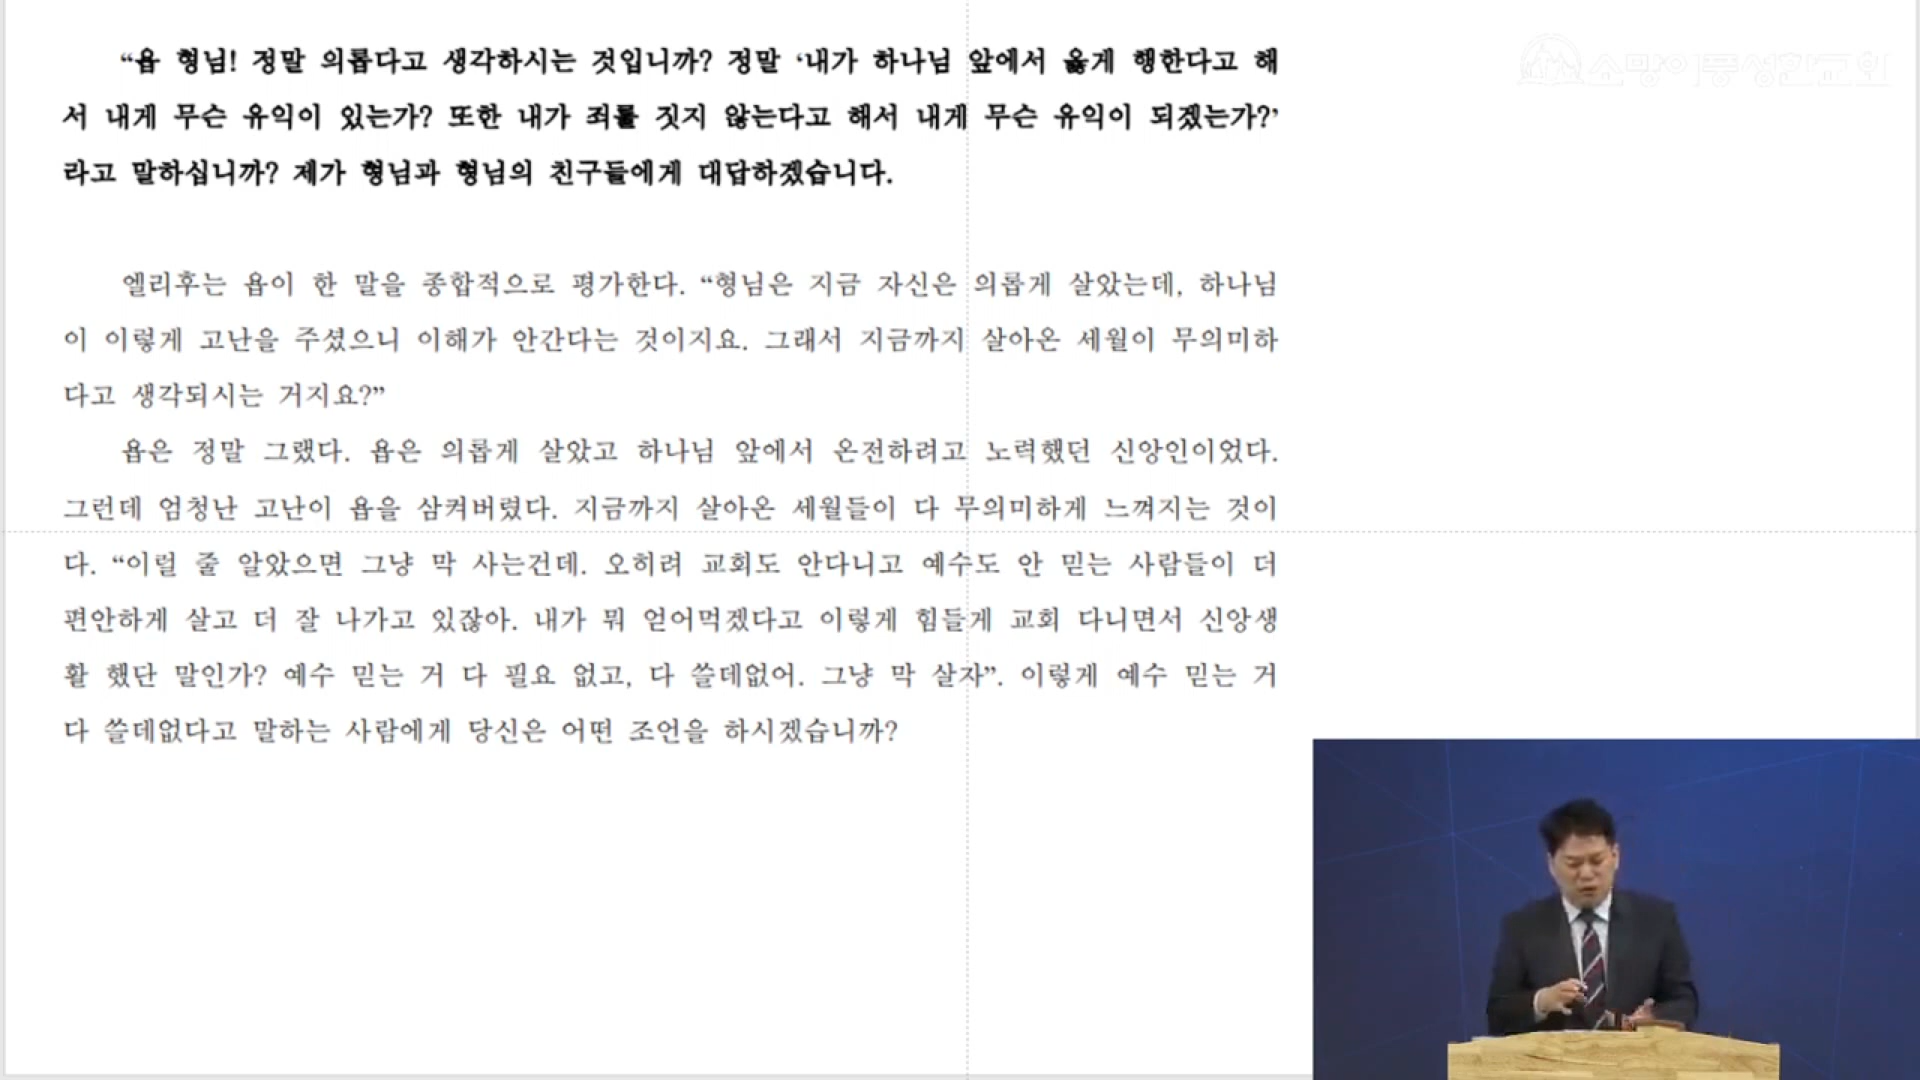 “욥 형님! 정말 의롭다고 생각하시는 것입니까? 정말 ‘내가 하나님 앞에서 옳게 행한다고 해
서 내게 무슨 유익이 있는가? 또한 내가 죄를 짓지 않는다고 해서 내게 무슨 유익이 되겠는가?’
라고 말하십니까? 제가 형님과 형님의 친구들에게 대답하겠습니다.
엘리후는 욥이 한 말을 종합적으로 평가한다. “형님은 지금 자신은 의롭게 살았는데, 하나님
이 이렇게 고난을 주셨으니 이해가 안간다는 것이지요. 그래서 지금까지 살아온 세월이 무의미하
다고 생각되시는 거지요?”
욥은 정말 그랬다. 욥은 의롭게 살았고 하나님 앞에서 온전하려고 노력했던 신앙인이었다.
그런데 엄청난 고난이 욥을 삼켜버렸다. 지금까지 살아온 세월들이 다 무의미하게 느껴지는 것이
다. “이럴 줄 알았으면 그냥 막 사는건데. 오히려 교회도 안다니고 예수도 안 믿는 사람들이 더
편안하게 살고 더 잘 나가고 있잖아. 내가 뭐 얻어먹겠다고 이렇게 힘들게 교회 다니면서 신앙생
활 했단 말인가? 예수 믿는 거 다 필요 없고, 다 쓸데없어. 그냥 막 살자”. 이렇게 예수 믿는 거
다 쓸데없다고 말하는 사람에게 당신은 어떤 조언을 하시겠습니까?
소망이풍성한교회